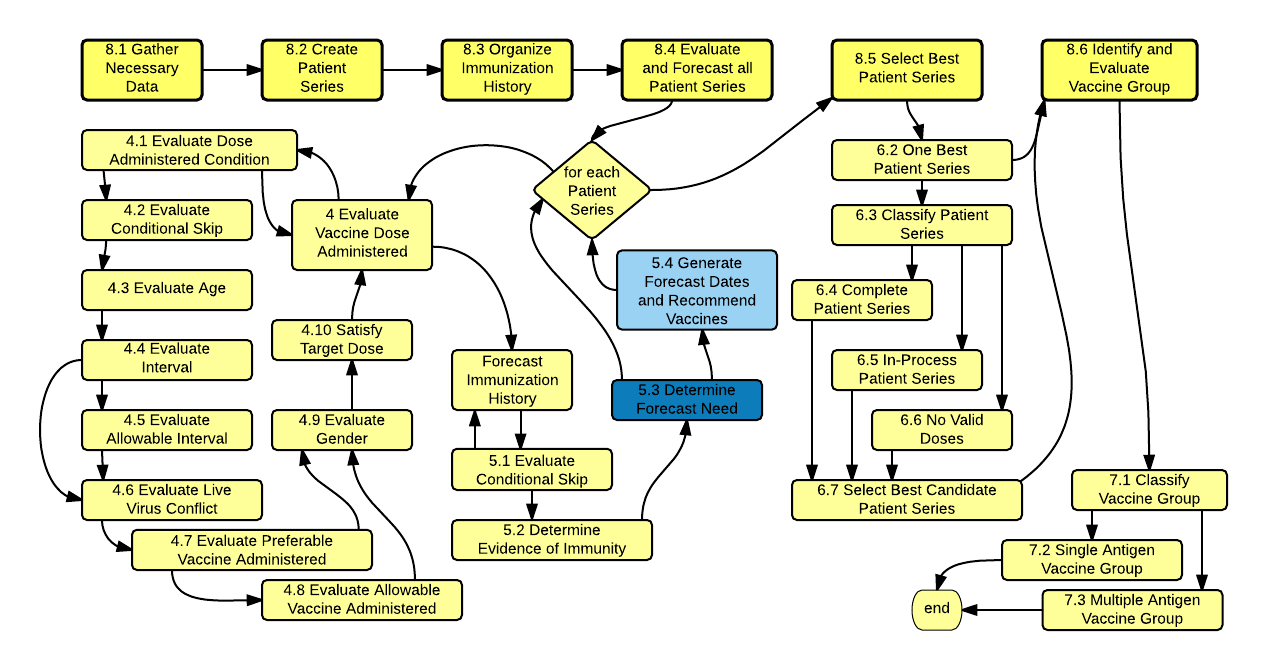 8.1 Gather
Necessary
Data
8.2 Create
Patient
Series
8.3 Organize
Immunization
History
8.4 Evaluate
and Forecast all
Patient Series
8.5 Select Best
Patient Series
8.6 Identify and
Evaluate
Vaccine Group
4.1 Evaluate Dose
Administered Condition
4.2 Evaluate
Conditional Skip
4.3 Evaluate Age
4.4 Evaluate
Interval
4.5 Evaluate
Allowable Interval
4.6 Evaluate Live
Virus Conflict
4.7 Evaluate Preferable
Vaccine Administered
4.8 Evaluate Allowable
Vaccine Administered
4 Evaluate
Vaccine Dose
Administered
4.10 Satisfy
Target Dose
4.9 Evaluate
Gender
for each
Patient
Series
Forecast
Immunization
History
5.1 Evaluate
Conditional Skip
5.2 Determine
Evidence of Immunity
5.4 Generate
Forecast Dates
and Recommend
Vaccines
5.3 Determine
Forecast Need
6.2 One Best
Patient Series
6.3 Classify Patient
Series
6.4 Complete
Patient Series
6.5 In-Process
Patient Series
6.6 No Valid
Doses
6.7 Select Best Candidate
Patient Series
7.1 Classify
Vaccine Group
7.2 Single Antigen
Vaccine Group
7.3 Multiple Antigen
Vaccine Group
end